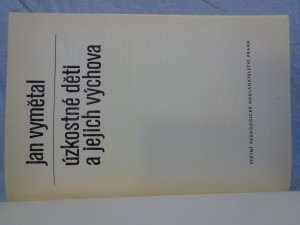 jan vymětal
úzkostné děti
a jejich výchova
STÁTNÍ PEDAGOGICKÉ NAKLADATELSTVÍ PRAHA